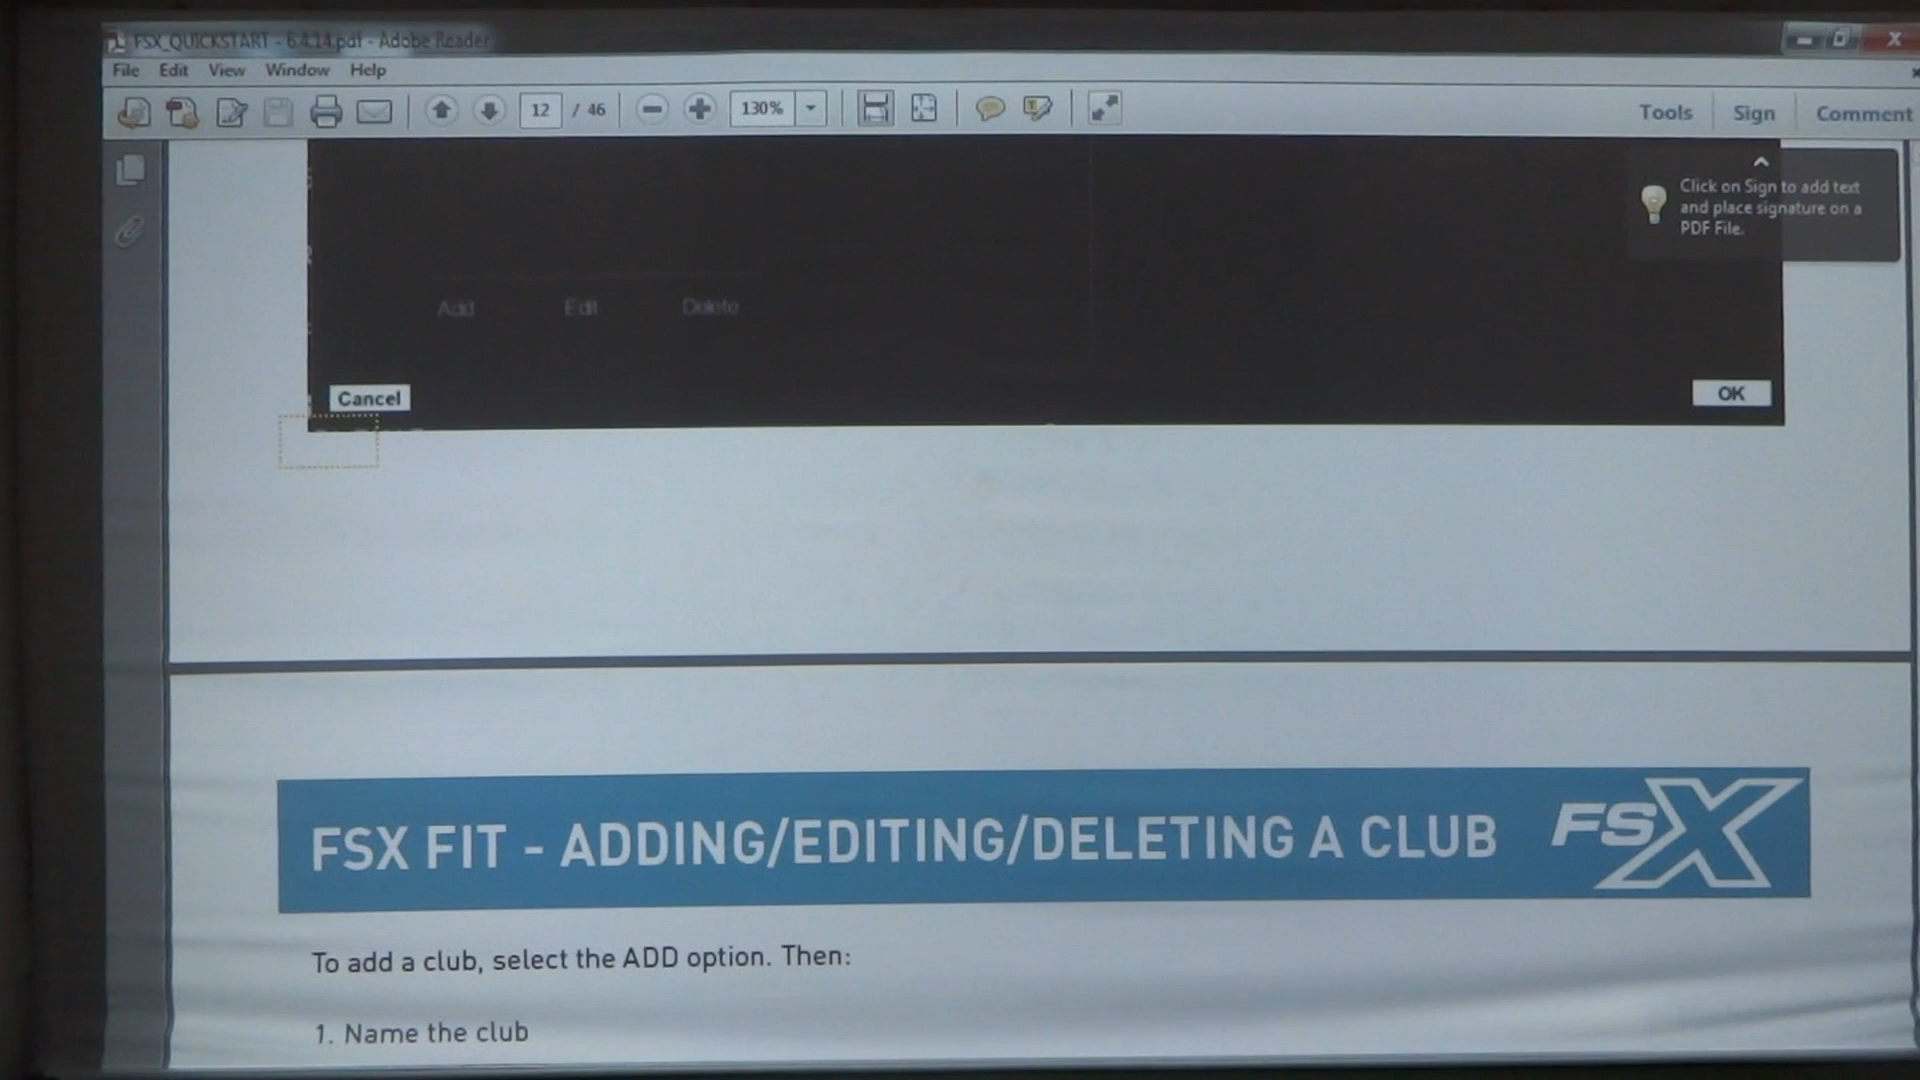 FSX_QUICKSTART - 6.4.14.pdf - Adobe Reader
File Edit View Window Help
12 / 46 130% Tools Sign Comment
Click on Sign to add text
and place signature on a
PDF File.
Add Edit Delete
Cancel OK
FSX FIT - ADDING/EDITING/DELETING A CLUB FSX
To add a club, select the ADD option. Then:
1. Name the club